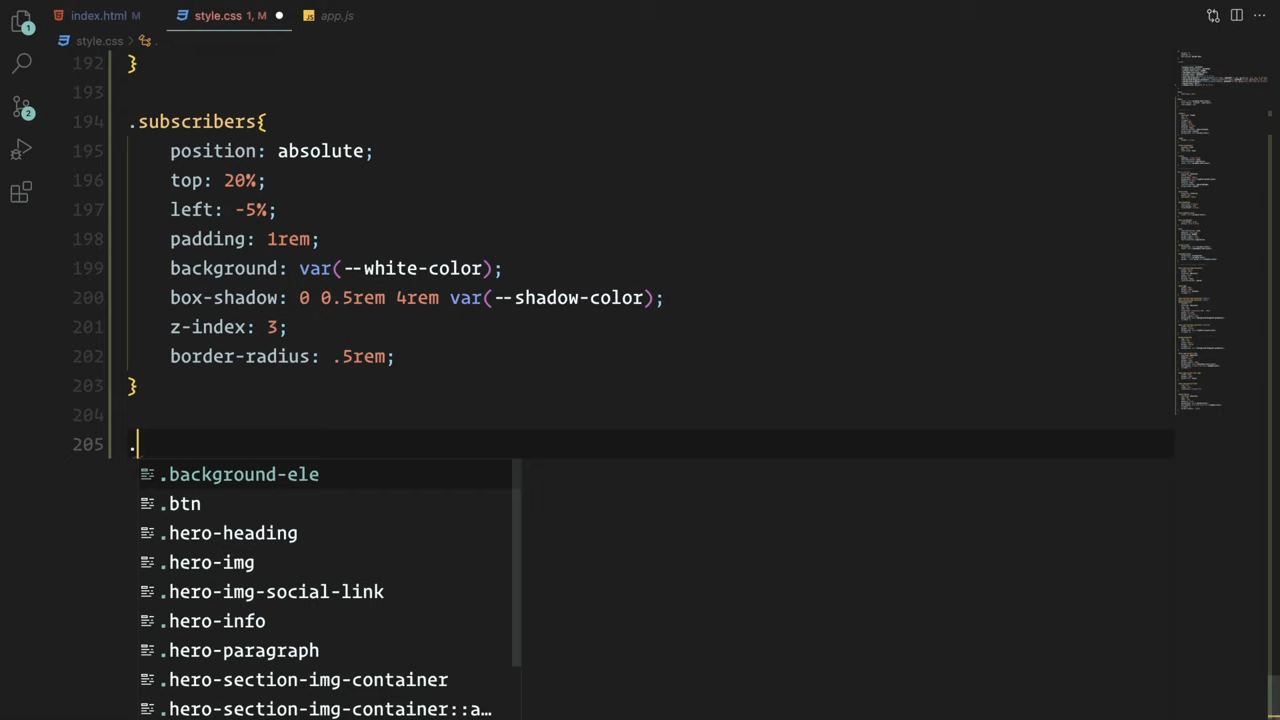 index.html M
style.css 1, M
app.js
style.css > .
192 }
193
194 .subscribers{
195 position: absolute;
196 top: 20%;
197 left: -5%;
198 padding: 1rem;
199 background: var(--white-color);
200 box-shadow: 0 0.5rem 4rem var(--shadow-color);
201 z-index: 3;
202 border-radius: .5rem;
203 }
204
205 .
.background-ele
.btn
.hero-heading
.hero-img
.hero-img-social-link
.hero-info
.hero-paragraph
.hero-section-img-container
.hero-section-img-container::a…
1
2